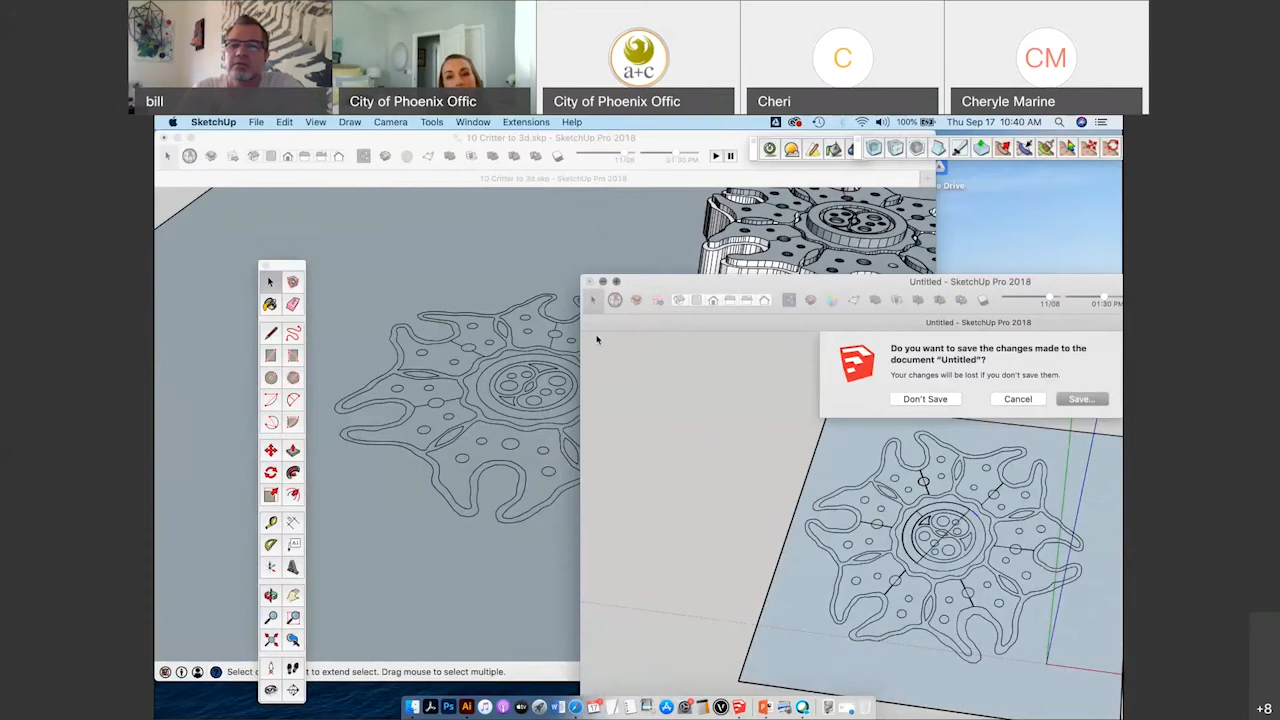 a+c
C
CM
bill
City of Phoenix Offic
City of Phoenix Offic
Cheri
Cheryle Marine
SketchUp File Edit View Draw Camera Tools Window Extensions Help
100%
Thu Sep 17 10:40 AM
10 Critter to 3d.skp - SketchUp Pro 2018
11/08 01:30 PM
10 Critter to 3d.skp - SketchUp Pro 2018
e Drive
Untitled - SketchUp Pro 2018
11/08 01:30 PM
Untitled - SketchUp Pro 2018
Do you want to save the changes made to the
document “Untitled”?
Your changes will be lost if you don’t save them.
Don’t Save
Cancel
Save...
Select
t to extend select. Drag mouse to select multiple.
+8